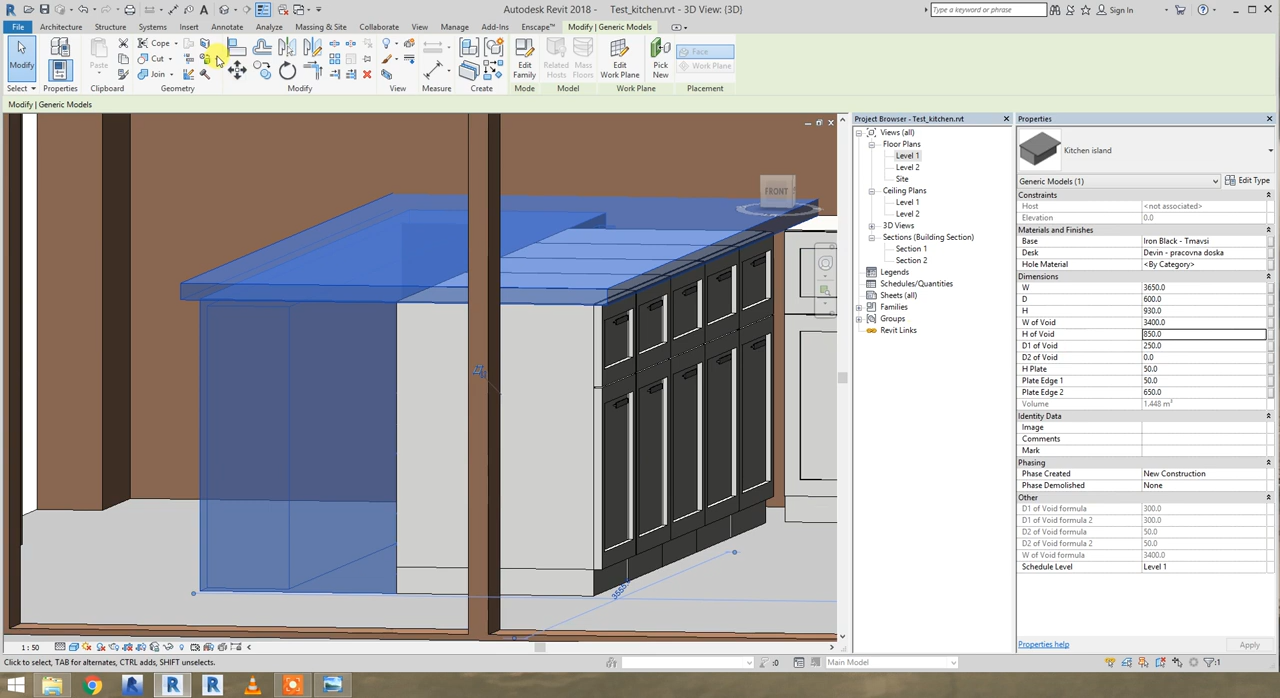 Autodesk Revit 2019.1 - Test_kitchen.rvt - 3D View: {3D}
Type a keyword or phrase
Sign In
File
Architecture
Structure
Systems
Insert
Annotate
Analyze
Massing & Site
Collaborate
View
Manage
Add-Ins
Enscape™
Modify | Generic Models
Modify
Paste
Cope
Cut
Join
Edit
Family
Related
Hosts
Mass
Floors
Edit
Work Plane
Pick
New
Face
Work Plane
Select
Properties
Clipboard
Geometry
Modify
View
Measure
Create
Mode
Model
Work Plane
Placement
Modify | Generic Models
FRONT
Project Browser - Test_kitchen.rvt
Views (all)
Floor Plans
Level 1
Level 2
Site
Ceiling Plans
Level 1
Level 2
3D Views
Sections (Building Section)
Section 1
Section 2
Legends
Schedules/Quantities
Sheets (all)
Families
Groups
Revit Links
Properties
Kitchen island
Generic Models (1)
Edit Type
Constraints
Host <not associated>
Elevation 0.0
Materials and Finishes
Base Iron Black - Tmavsi
Desk Devin - pracovna doska
Hole Material <By Category>
Dimensions
W 3650.0
D 600.0
H 930.0
W of Void 3400.0
H of Void 850.0
D1 of Void 250.0
D2 of Void 0.0
H Plate 50.0
Plate Edge 1 50.0
Plate Edge 2 650.0
Volume 1.448 m³
Identity Data
Image
Comments
Mark
Phasing
Phase Created New Construction
Phase Demolished None
Other
D1 of Void formula 300.0
D1 of Void formula 2 300.0
D2 of Void formula 50.0
D2 of Void formula 2 50.0
W of Void formula 3400.0
Schedule Level Level 1
Properties help
Apply
1 : 50
Click to select, TAB for alternates, CTRL adds, SHIFT unselects.
:0
Main Model
:1